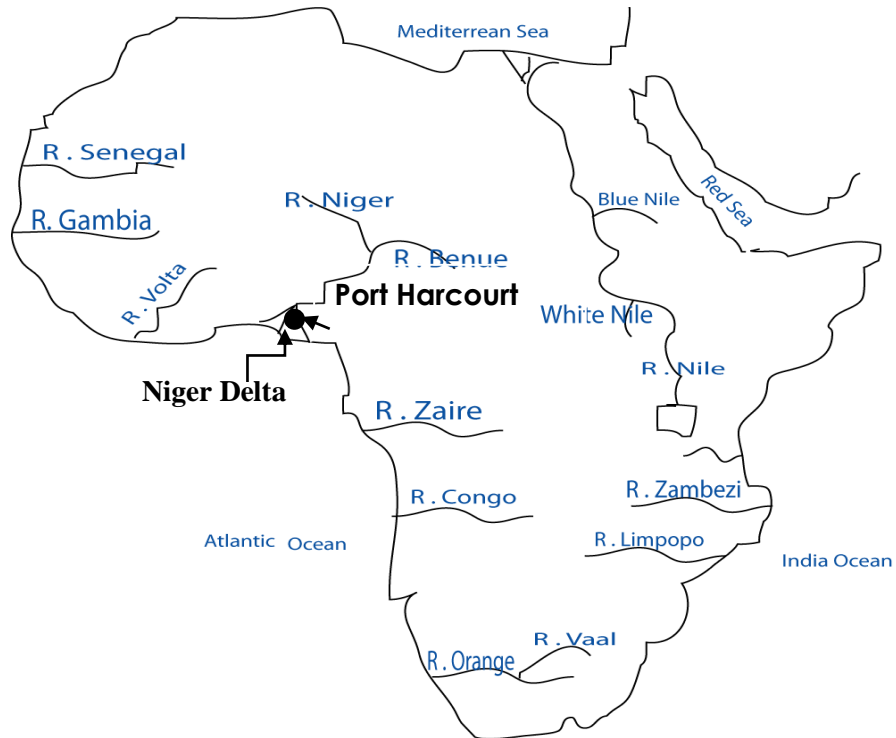 Mediterrean Sea
R . Senegal
Red Sea
R. Niger
Blue Nile
R. Gambia
R . Benue
R . Volta
Port Harcourt
White Nile
R . Nile
Niger Delta
R . Zaire
R . Congo
R . Zambezi
Atlantic Ocean
R . Limpopo
India Ocean
R . Vaal
R . Orange